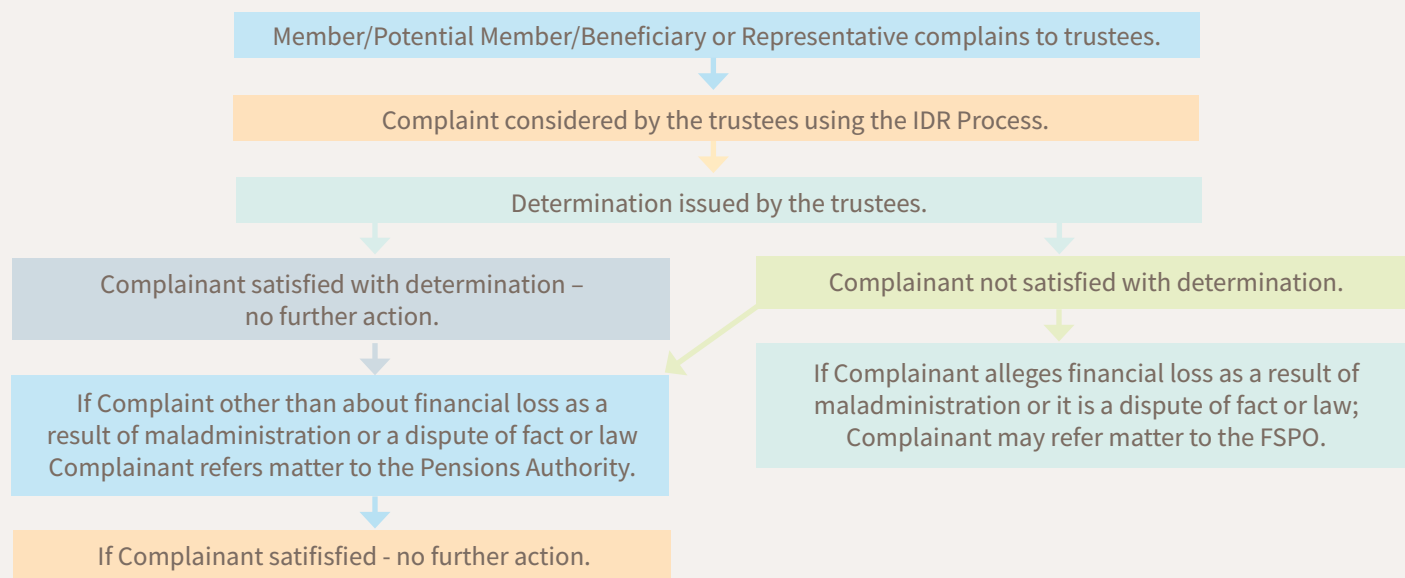 Member/Potential Member/Beneficiary or Representative complains to trustees.
Complaint considered by the trustees using the IDR Process.
Determination issued by the trustees.
Complainant satisfied with determination –
no further action.
Complainant not satisfied with determination.
If Complaint other than about financial loss as a
result of maladministration or a dispute of fact or law
Complainant refers matter to the Pensions Authority.
If Complainant alleges financial loss as a result of
maladministration or it is a dispute of fact or law;
Complainant may refer matter to the FSPO.
If Complainant satifisfied - no further action.